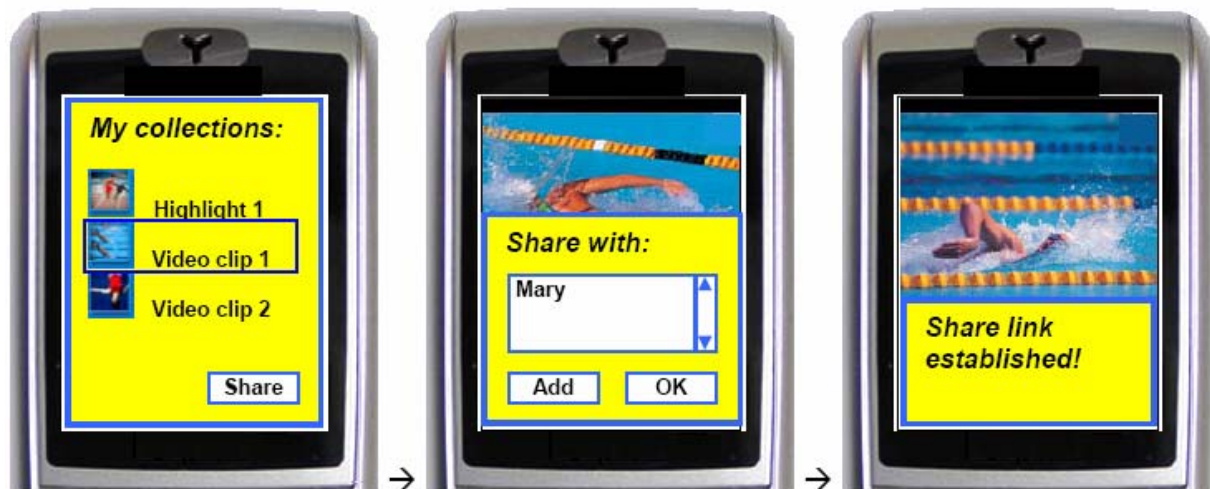 My collections:
Highlight 1
Video clip 1
Video clip 2
Share
Share with:
Mary
Add
OK
Share link
established!